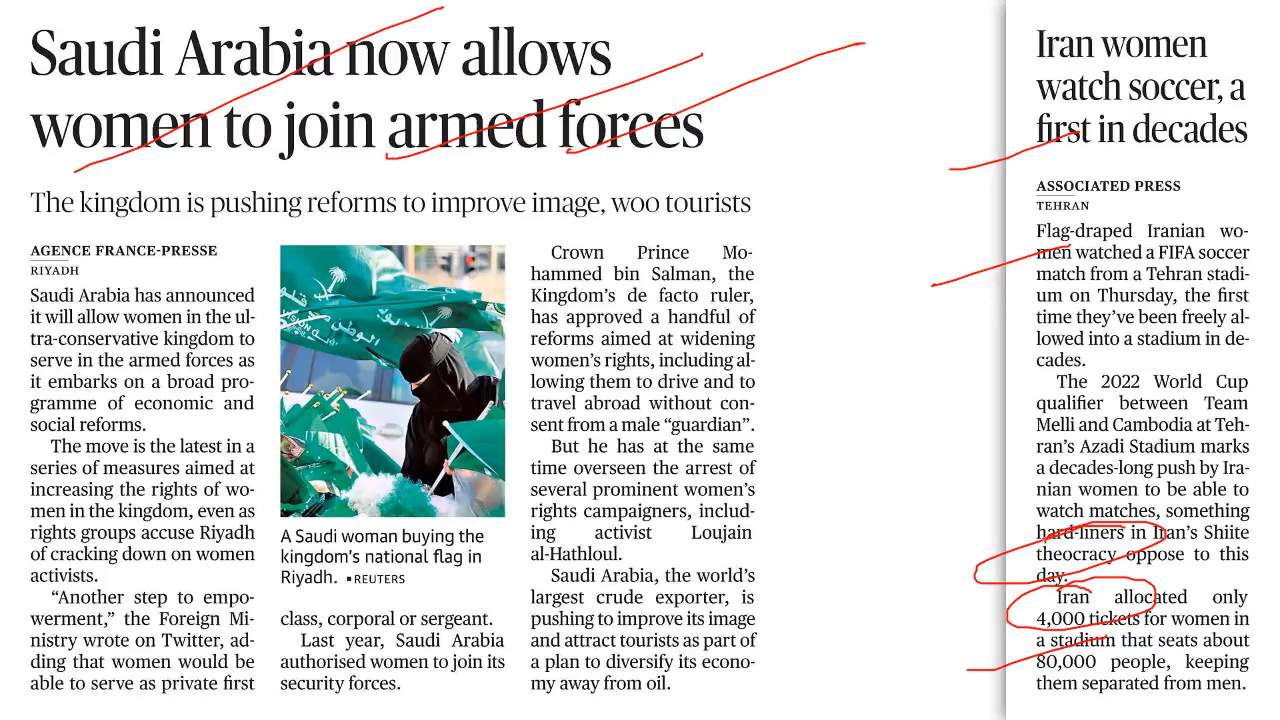 Saudi Arabia now allows
women to join armed forces
The kingdom is pushing reforms to improve image, woo tourists
AGENCE FRANCE-PRESSE
RIYADH
Saudi Arabia has announced
it will allow women in the ul-
tra-conservative kingdom to
serve in the armed forces as
it embarks on a broad pro-
gramme of economic and
social reforms.
The move is the latest in a
series of measures aimed at
increasing the rights of wo-
men in the kingdom, even as
rights groups accuse Riyadh
of cracking down on women
activists.
“Another step to empo-
werment,” the Foreign Mi-
nistry wrote on Twitter, ad-
ding that women would be
able to serve as private first
A Saudi woman buying the
kingdom’s national flag in
Riyadh. ▪REUTERS
class, corporal or sergeant.
Last year, Saudi Arabia
authorised women to join its
security forces.
Crown Prince Mo-
hammed bin Salman, the
Kingdom’s de facto ruler,
has approved a handful of
reforms aimed at widening
women’s rights, including al-
lowing them to drive and to
travel abroad without con-
sent from a male “guardian”.
But he has at the same
time overseen the arrest of
several prominent women’s
rights campaigners, includ-
ing activist Loujain
al-Hathloul.
Saudi Arabia, the world’s
largest crude exporter, is
pushing to improve its image
and attract tourists as part of
a plan to diversify its econo-
my away from oil.
Iran women
watch soccer, a
first in decades
ASSOCIATED PRESS
TEHRAN
Flag-draped Iranian wo-
men watched a FIFA soccer
match from a Tehran stadi-
um on Thursday, the first
time they’ve been freely al-
lowed into a stadium in de-
cades.
The 2022 World Cup
qualifier between Team
Melli and Cambodia at Teh-
ran’s Azadi Stadium marks
a decades-long push by Ira-
nian women to be able to
watch matches, something
hard-liners in Iran’s Shiite
theocracy oppose to this
day.
Iran allocated only
4,000 tickets for women in
a stadium that seats about
80,000 people, keeping
them separated from men.